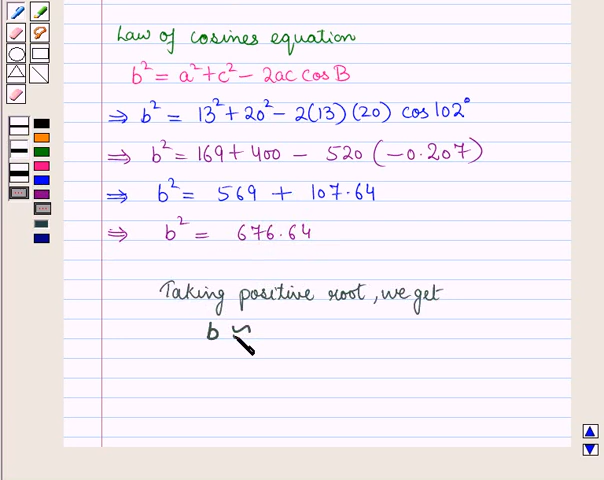 Law of cosines equation
b² = a² + c² - 2ac cos B
⇒ b² = 13² + 20² - 2(13)(20) cos 102°
⇒ b² = 169 + 400 - 520 (-0.207)
⇒ b² = 569 + 107.64
⇒ b² = 676.64
Taking positive root, we get
b ∽